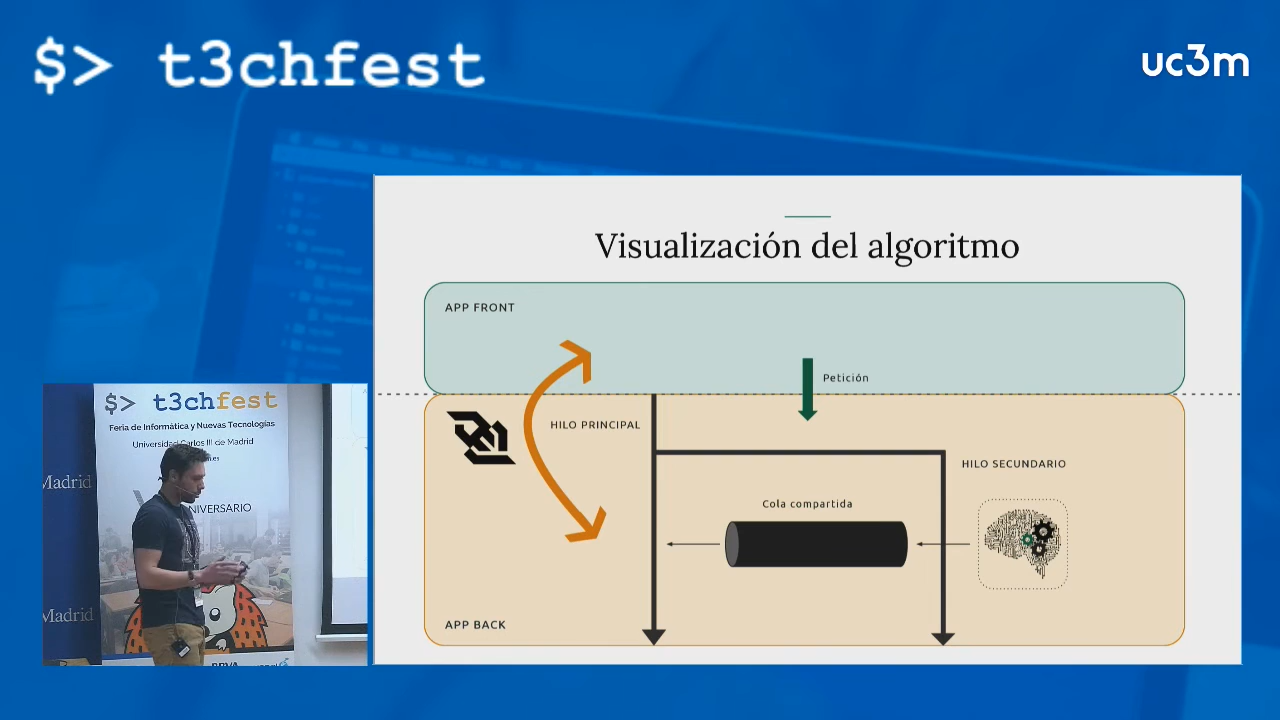 $> t3chfest
uc3m
Visualización del algoritmo
APP FRONT
Petición
HILO PRINCIPAL
HILO SECUNDARIO
Cola compartida
APP BACK
$> t3chfest
Feria de Informática y Nuevas Tecnologías
Universidad Carlos III de Madrid
Madrid
Madrid